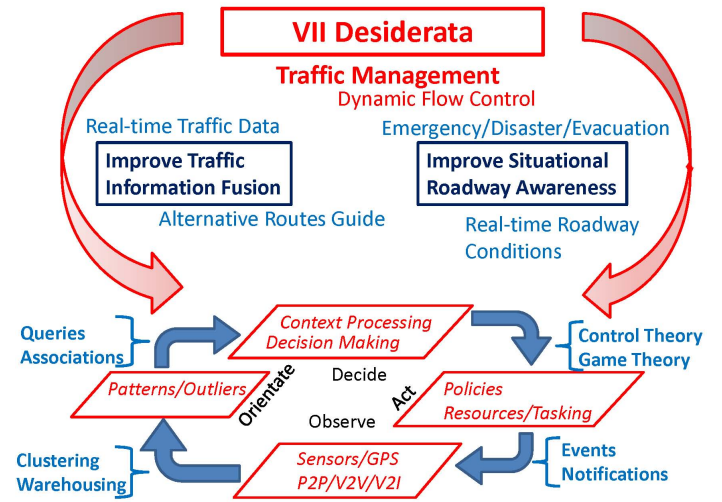 VII Desiderata
Traffic Management
Dynamic Flow Control
Real-time Traffic Data
Emergency/Disaster/Evacuation
Improve Traffic
Information Fusion
Improve Situational
Roadway Awareness
Alternative Routes Guide
Real-time Roadway
Conditions
Queries
Associations
Context Processing
Decision Making
Control Theory
Game Theory
Patterns/Outliers
Orientate
Decide
Act
Policies
Resources/Tasking
Observe
Clustering
Warehousing
Sensors/GPS
P2P/V2V/V2I
Events
Notifications